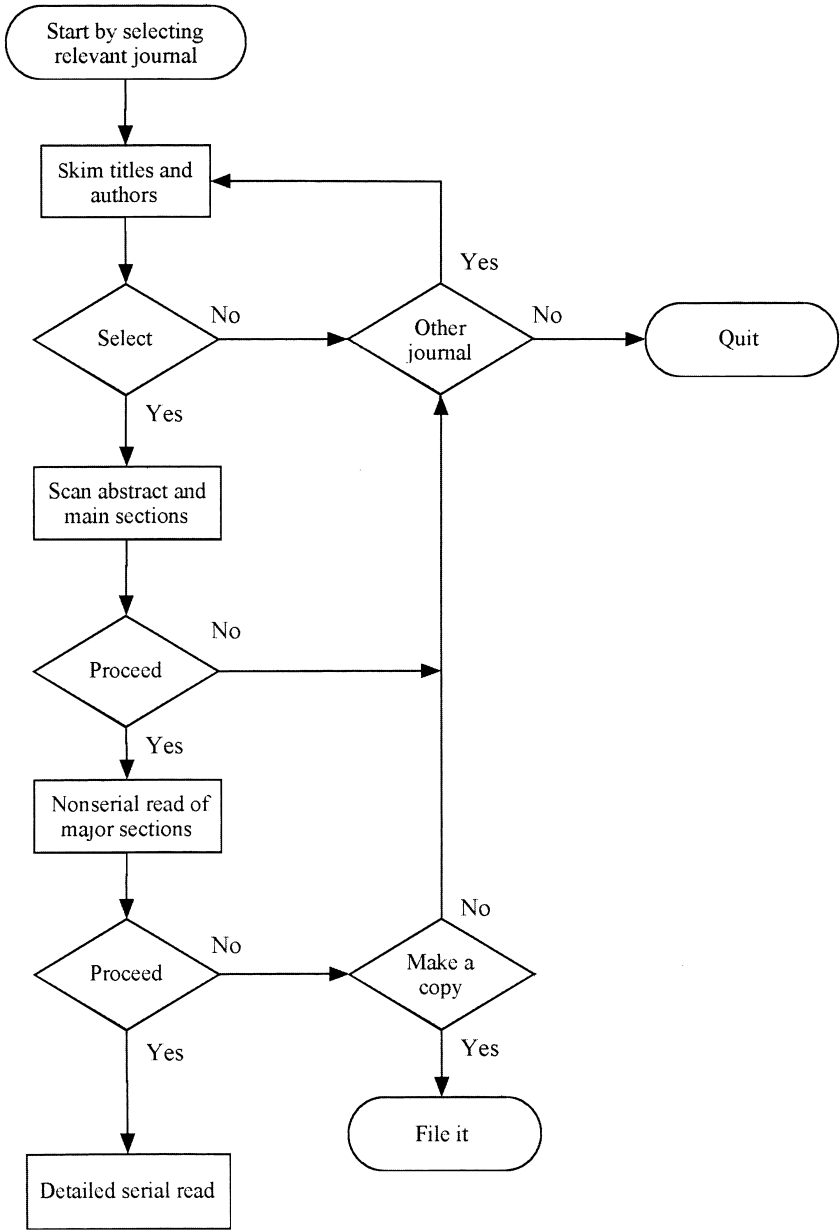 Start by selecting
relevant journal
Skim titles and
authors
Yes
Select
No
Other
journal
No
Quit
Yes
Scan abstract and
main sections
Proceed
No
Yes
Nonserial read of
major sections
Proceed
No
Make a
copy
No
Yes
Yes
File it
Detailed serial read